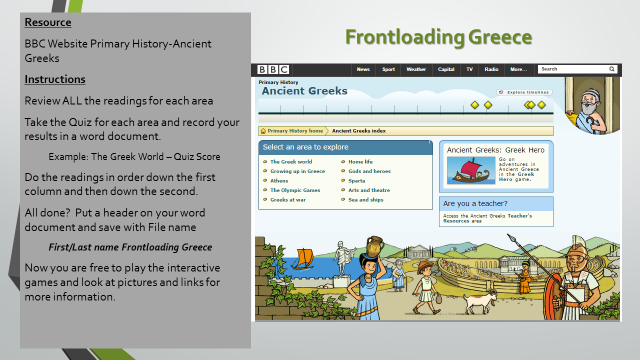 Frontloading Greece
Resource
BBC Website Primary History-Ancient
Greeks
Instructions
Review ALL the readings for each area
Take the Quiz for each area and record your
results in a word document.
Example: The Greek World – Quiz Score
Do the readings in order down the first
column and then down the second.
All done? Put a header on your word
document and save with File name
First/Last name Frontloading Greece
Now you are free to play the interactive
games and look at pictures and links for
more information.
BBC News Sport Weather Capital TV Radio More... Search
Primary History
Ancient Greeks
Explore timelines
Primary History home Ancient Greeks index
Select an area to explore
The Greek world
Growing up in Greece
Athens
The Olympic Games
Greeks at war
Home life
Gods and heroes
Sparta
Arts and theatre
Sea and ships
Ancient Greeks: Greek Hero
Go on
adventures in
Ancient Greece
in the Greek
Hero game.
Are you a teacher?
Access the Ancient Greeks Teacher's
Resources area